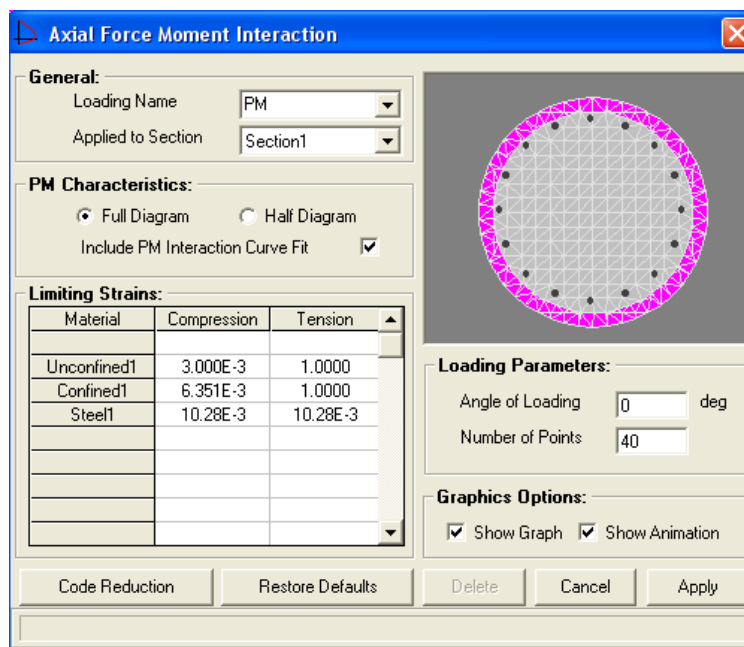 Axial Force Moment Interaction
General:
Loading Name PM
Applied to Section Section1
PM Characteristics:
Full Diagram Half Diagram
Include PM Interaction Curve Fit
Limiting Strains:
Material Compression Tension
Unconfined1 3.000E-3 1.0000
Confined1 6.351E-3 1.0000
Steel1 10.28E-3 10.28E-3
Loading Parameters:
Angle of Loading 0 deg
Number of Points 40
Graphics Options:
Show Graph Show Animation
Code Reduction Restore Defaults Delete Cancel Apply